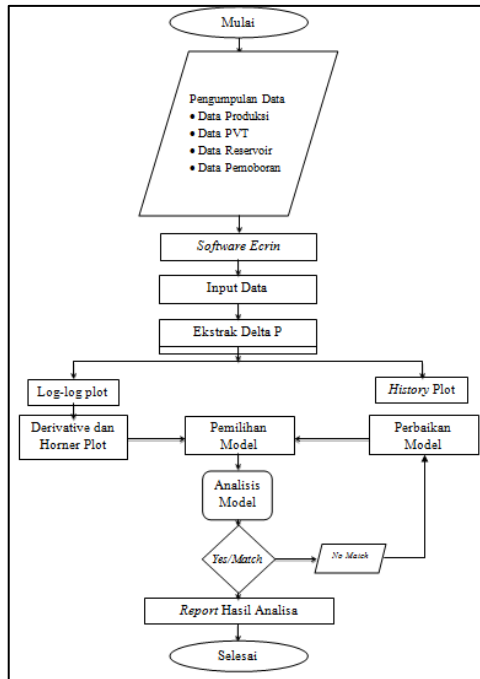 Mulai
Pengumpulan Data
• Data Produksi
• Data PVT
• Data Reservoir
• Data Pemoboran
Software Ecrin
Input Data
Ekstrak Delta P
Log-log plot
History Plot
Derivative dan
Horner Plot
Pemilihan
Model
Perbaikan
Model
Analisis
Model
Yes/Match
No Match
Report Hasil Analisa
Selesai